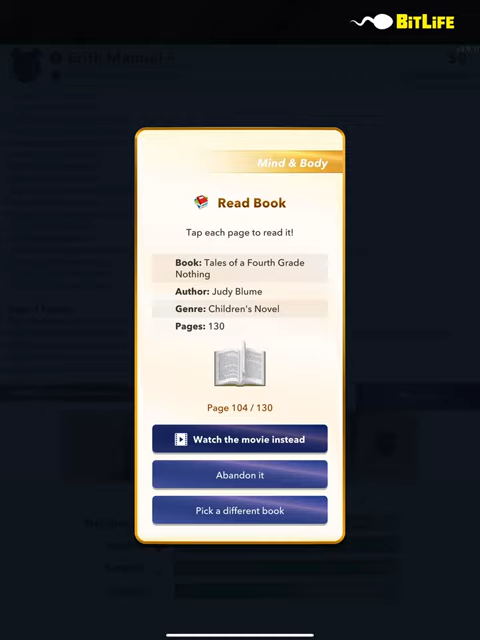 BITLIFE
Mind & Body
Read Book
Tap each page to read it!
Book: Tales of a Fourth Grade
Nothing
Author: Judy Blume
Genre: Children's Novel
Pages: 130
Page 104 / 130
Watch the movie instead
Abandon it
Pick a different book